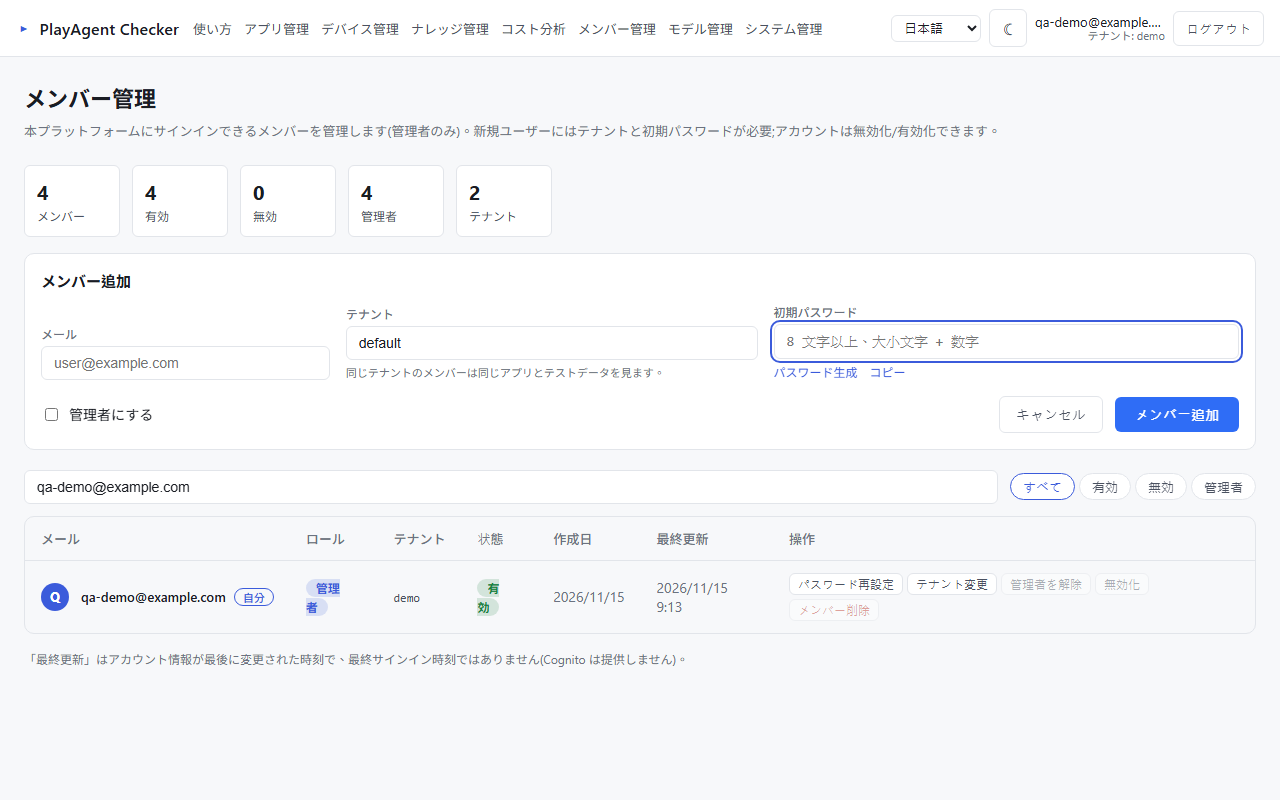 PlayAgent Checker 使い方 アプリ管理 デバイス管理 ナレッジ管理 コスト分析 メンバー管理 モデル管理 システム管理 日本語 qa-demo@example.... ログアウト
テナント: demo
メンバー管理
本プラットフォームにサインインできるメンバーを管理します(管理者のみ)。新規ユーザーにはテナントと初期パスワードが必要;アカウントは無効化/有効化できます。
4 4 0 4 2
メンバー 有効 無効 管理者 テナント
メンバー追加
メール テナント 初期パスワード
user@example.com default 8 文字以上、大小文字 + 数字
同じテナントのメンバーは同じアプリとテストデータを見ます。 パスワード生成 コピー
管理者にする キャンセル メンバー追加
qa-demo@example.com すべて 有効 無効 管理者
メール ロール テナント 状態 作成日 最終更新 操作
Q qa-demo@example.com 自分 管理者 demo 有効 2026/11/15 2026/11/15 9:13 パスワード再設定 テナント変更 管理者を解除 無効化
メンバー削除
「最終更新」はアカウント情報が最後に変更された時刻で、最終サインイン時刻ではありません(Cognito は提供しません)。